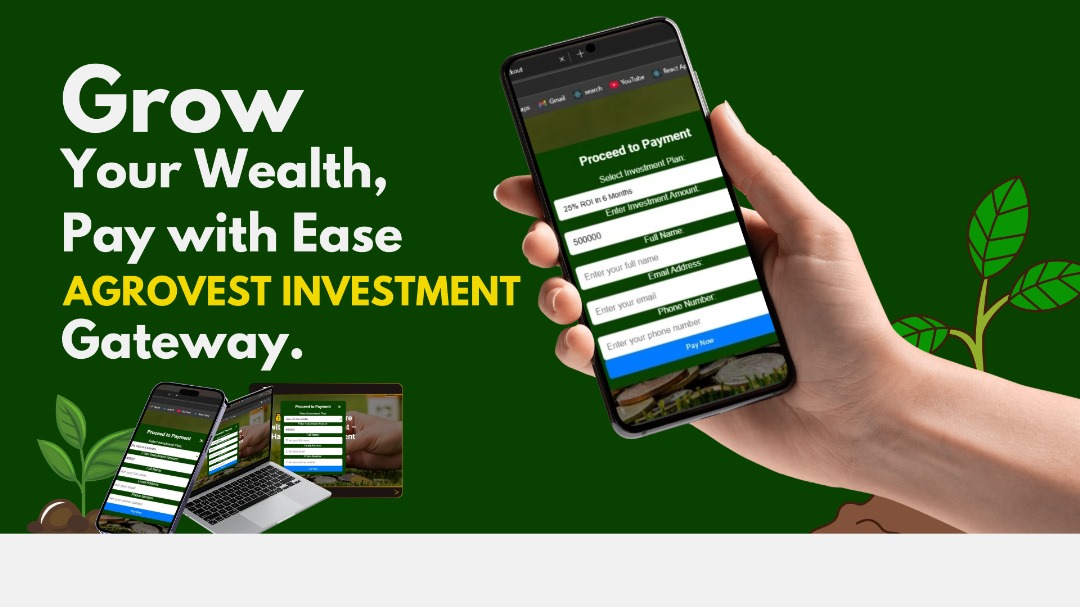 Grow
Your Wealth,
Pay with Ease
AGROVEST INVESTMENT
Gateway.
Gmail
search
YouTube
Proceed to Payment
Select Investment Plan:
25% ROI in 6 Months
Enter Investment Amount:
500000
Full Name:
Enter your full name
Email Address:
Enter your email
Phone Number:
Enter your phone number
Pay Now
Proceed to Payment
Proceed to Payment